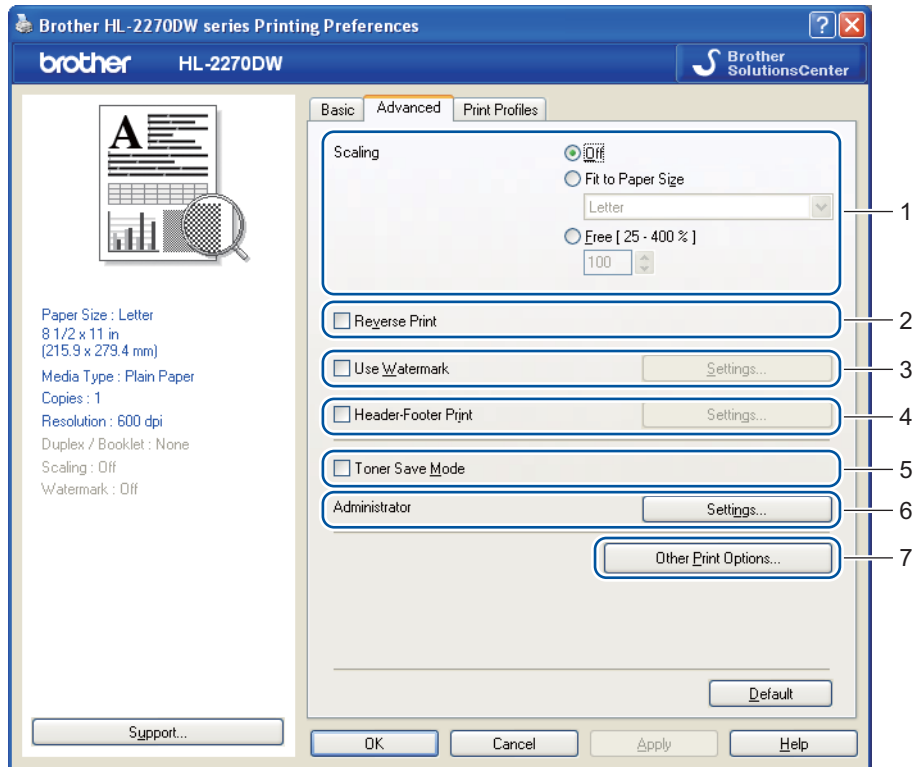 Brother HL-2270DW series Printing Preferences
brother HL-2270DW
Brother
SolutionsCenter
Basic Advanced Print Profiles
A
Paper Size : Letter
8 1/2 x 11 in
(215.9 x 279.4 mm)
Media Type : Plain Paper
Copies : 1
Resolution : 600 dpi
Duplex / Booklet : None
Scaling : Off
Watermark : Off
Support...
Scaling
Off
Fit to Paper Size
Letter
Free [ 25 - 400 % ]
100
1
Reverse Print
2
Use Watermark Settings...
3
Header-Footer Print Settings...
4
Toner Save Mode
5
Administrator Settings...
6
Other Print Options...
7
Default
OK Cancel Apply Help